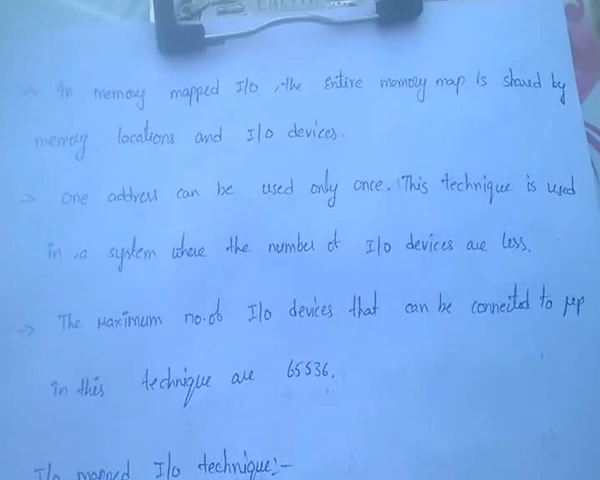 → In memory mapped I/O, the entire memory map is shared by
memory locations and I/O devices.
→ One address can be used only once. This technique is used
in a system where the number of I/O devices are less.
→ The maximum no.of I/O devices that can be connected to μp
in this technique are 65536.
I/o mapped I/o technique:-